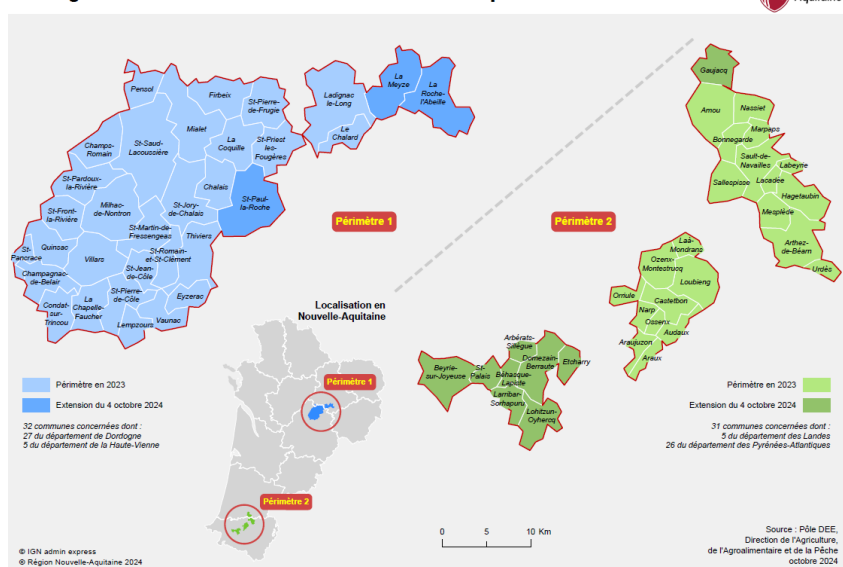 Aquitaine
Pensol
Firbeix
St-Pierre-
de-Frugie
Mialet
La
Coquille
St-Priest
les-
Fougères
Champs-
Romain
St-Saud-
Lacoussière
St-Pardoux-
la-Rivière
Chalais
St-Paul-
la-Roche
St-Front-
la-Rivière
Milhac-
de-Nontron
St-Jory-
de-Chalais
St-Martin-de-
Fressengeas
Thiviers
St-
Pancrace
Quinsac
Villars
St-Romain-
et-St-Clément
St-Jean-
de-Côle
Champagnac-
de-Belair
St-Pierre-
de-Côle
Eyzerac
Condat-
sur-
Trincou
La
Chapelle-
Faucher
Lempzours
Vaunac
Ladignac
le-Long
La
Meyze
La
Roche-
l'Abeille
Le
Chalard
Périmètre 1
Périmètre 2
Gaujacq
Amou
Nassiet
Marpaps
Bonnegarde
Sault-de-
Navailles
Labeyrie
Sallespisse
Lacadée
Hagetaubin
Mesplède
Arthez-
de-Béarn
Urdès
Laà-
Mondrans
Ozenx-
Montestrucq
Loubieng
Orriule
Castetbon
Narp
Ossenx
Audaux
Araujuzon
Araux
Arbérats-
Sillègue
Domezain-
Berraute
Etcharry
Beyrie-
sur-Joyeuse
St-
Palais
Béhasque-
Lapiste
Larribar-
Sorhapuru
Lohitzun-
Oyhercq
Localisation en
Nouvelle-Aquitaine
Périmètre 1
Périmètre 2
Périmètre en 2023
Extension du 4 octobre 2024
32 communes concernées dont :
27 du département de Dordogne
5 du département de la Haute-Vienne
Périmètre en 2023
Extension du 4 octobre 2024
31 communes concernées dont :
5 du département des Landes
26 du département des Pyrénées-Atlantiques
0 5 10 Km
© IGN admin express
® Région Nouvelle-Aquitaine 2024
Source : Pôle DEE,
Direction de l'Agriculture,
de l'Agroalimentaire et de la Pêche
octobre 2024